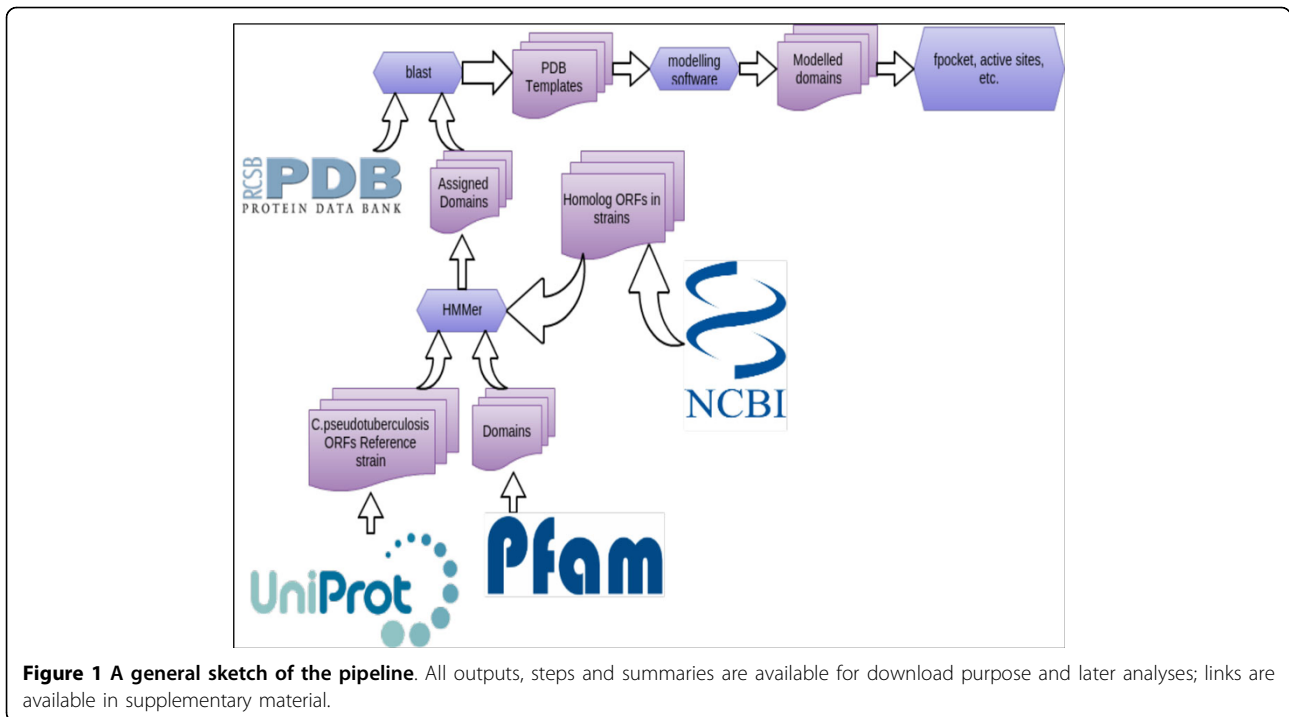 blast
PDB
Templates
modelling
software
Modelled
domains
fpocket, active sites,
etc.
RCSB
PDB
PROTEIN DATA BANK
Assigned
Domains
Homolog ORFs in
strains
HMMer
NCBI
C.pseudotuberculosis
ORFs Reference
strain
Domains
UniProt
Pfam
Figure 1 A general sketch of the pipeline. All outputs, steps and summaries are available for download purpose and later analyses; links are
available in supplementary material.